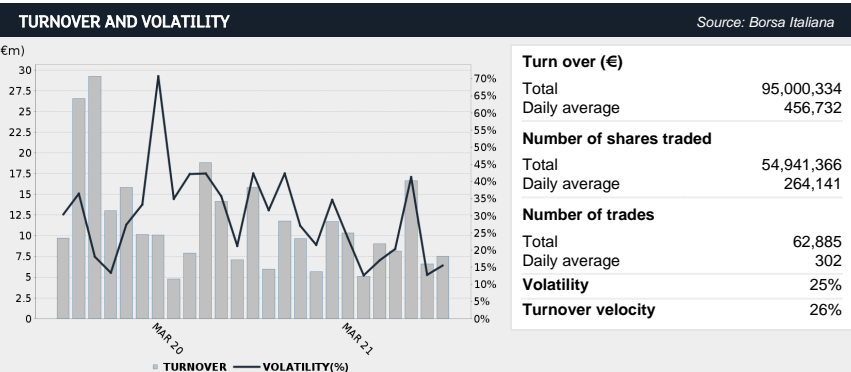 TURNOVER AND VOLATILITY
Source: Borsa Italiana
€m)
30
27.5
25
22.5
20
17.5
15
12.5
10
7.5
5
2.5
0
70%
65%
60%
55%
50%
45%
40%
35%
30%
25%
20%
15%
10%
5%
0%
MAR 20
MAR 21
TURNOVER VOLATILITY(%)
Turn over (€)
Total 95,000,334
Daily average 456,732
Number of shares traded
Total 54,941,366
Daily average 264,141
Number of trades
Total 62,885
Daily average 302
Volatility 25%
Turnover velocity 26%